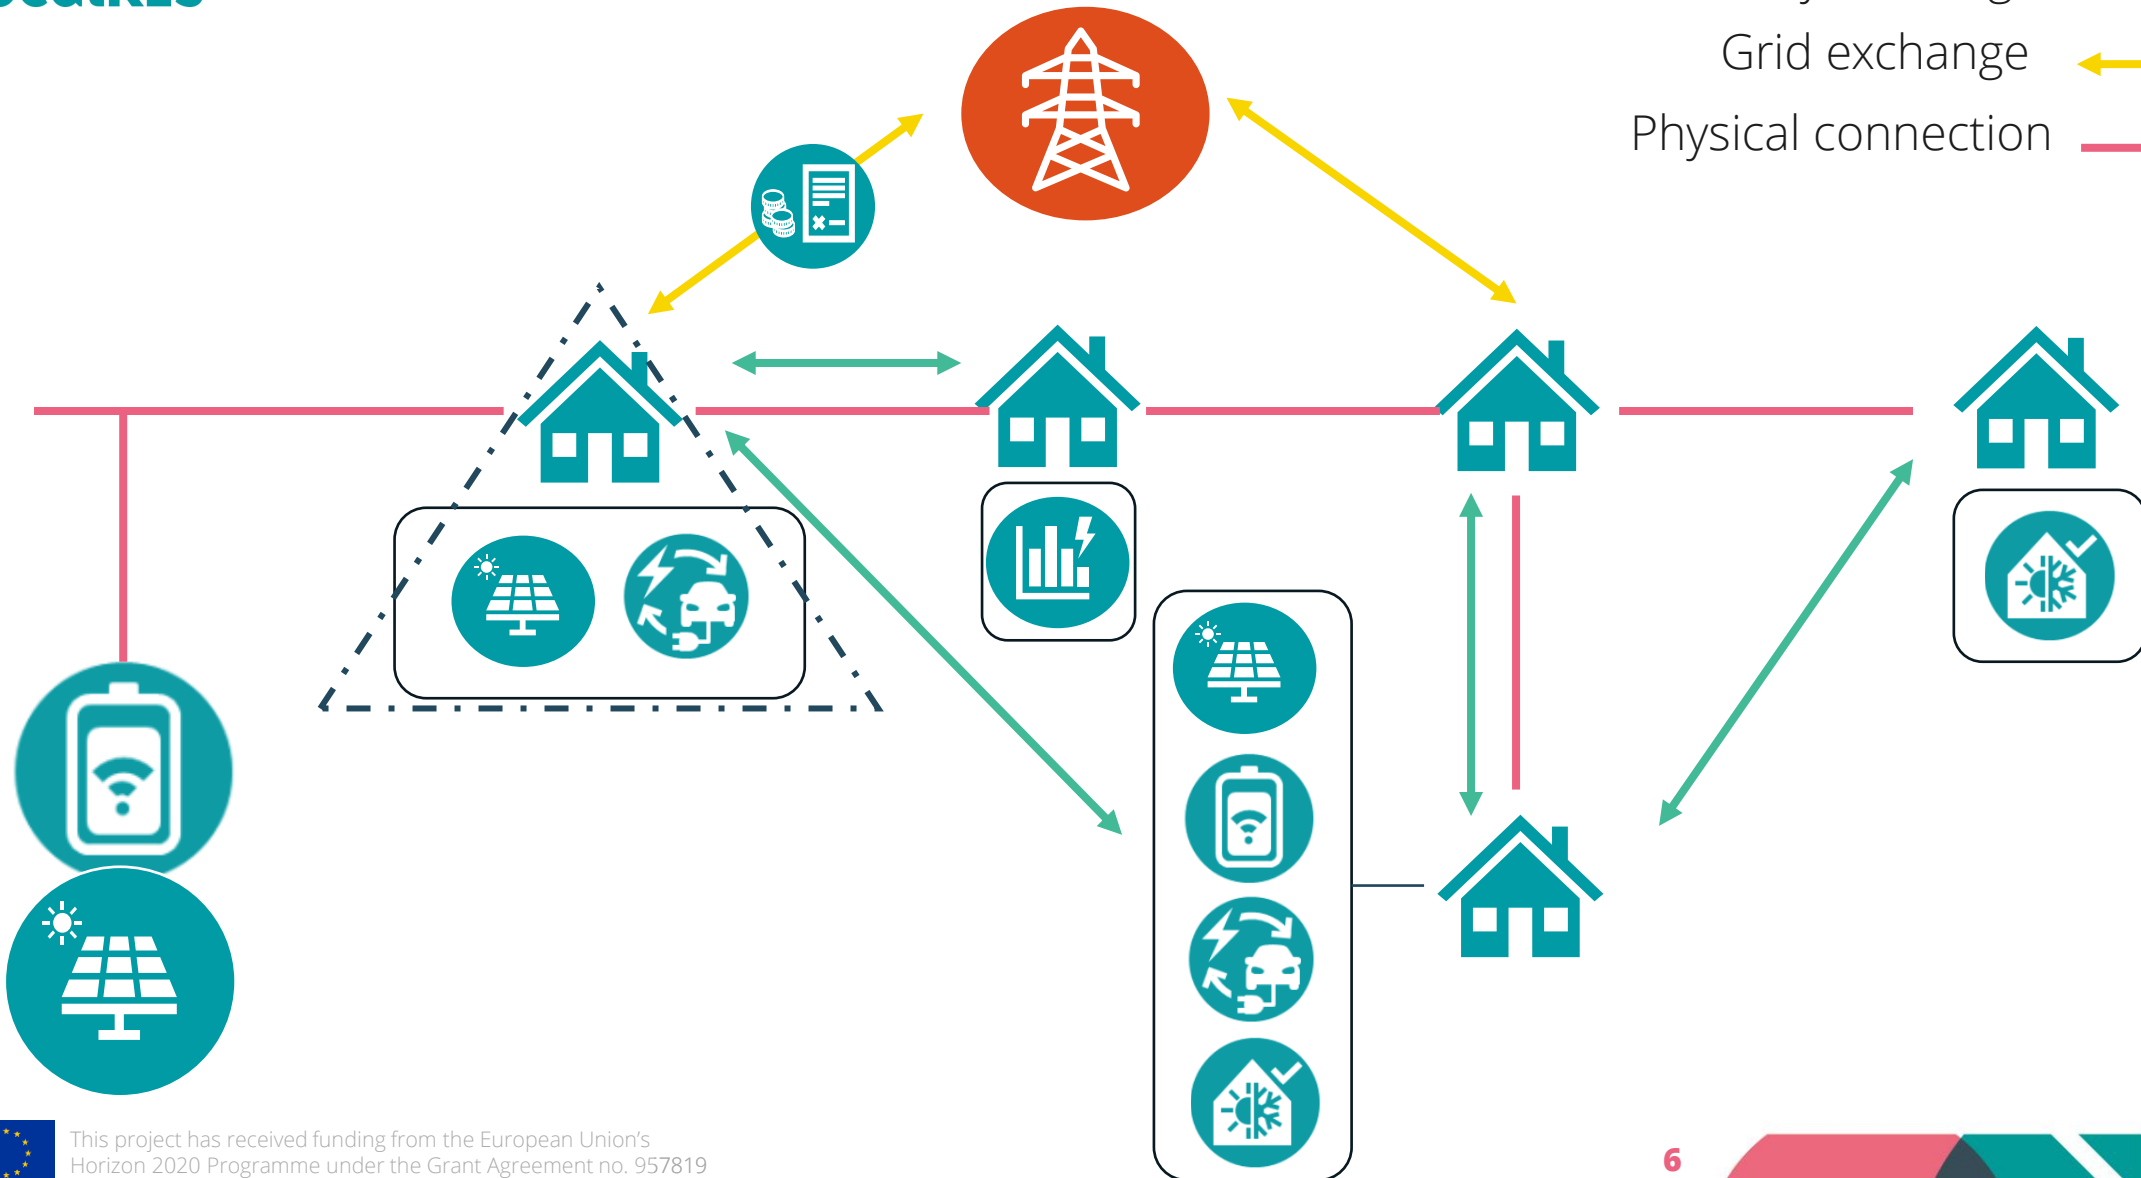 Grid exchange
Physical connection
This project has received funding from the European Union's
Horizon 2020 Programme under the Grant Agreement no. 957819
6